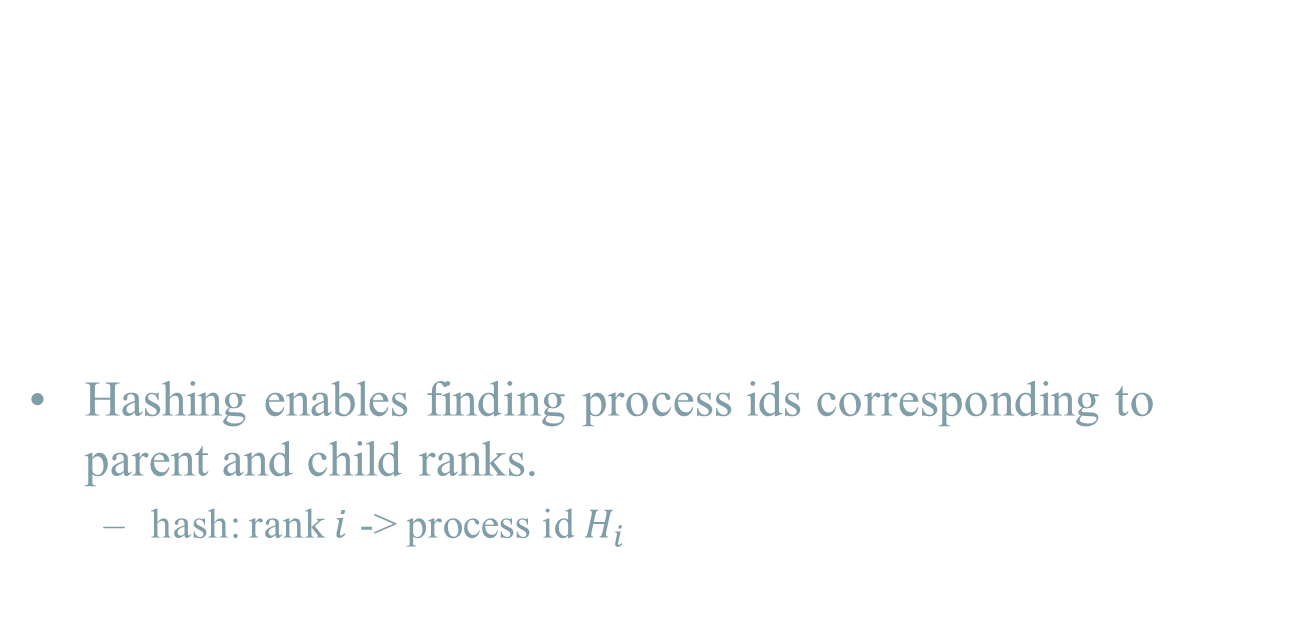 • Hashing enables finding process ids corresponding to
parent and child ranks.
– hash: rank 𝑖 -> process id 𝐻ᵢ